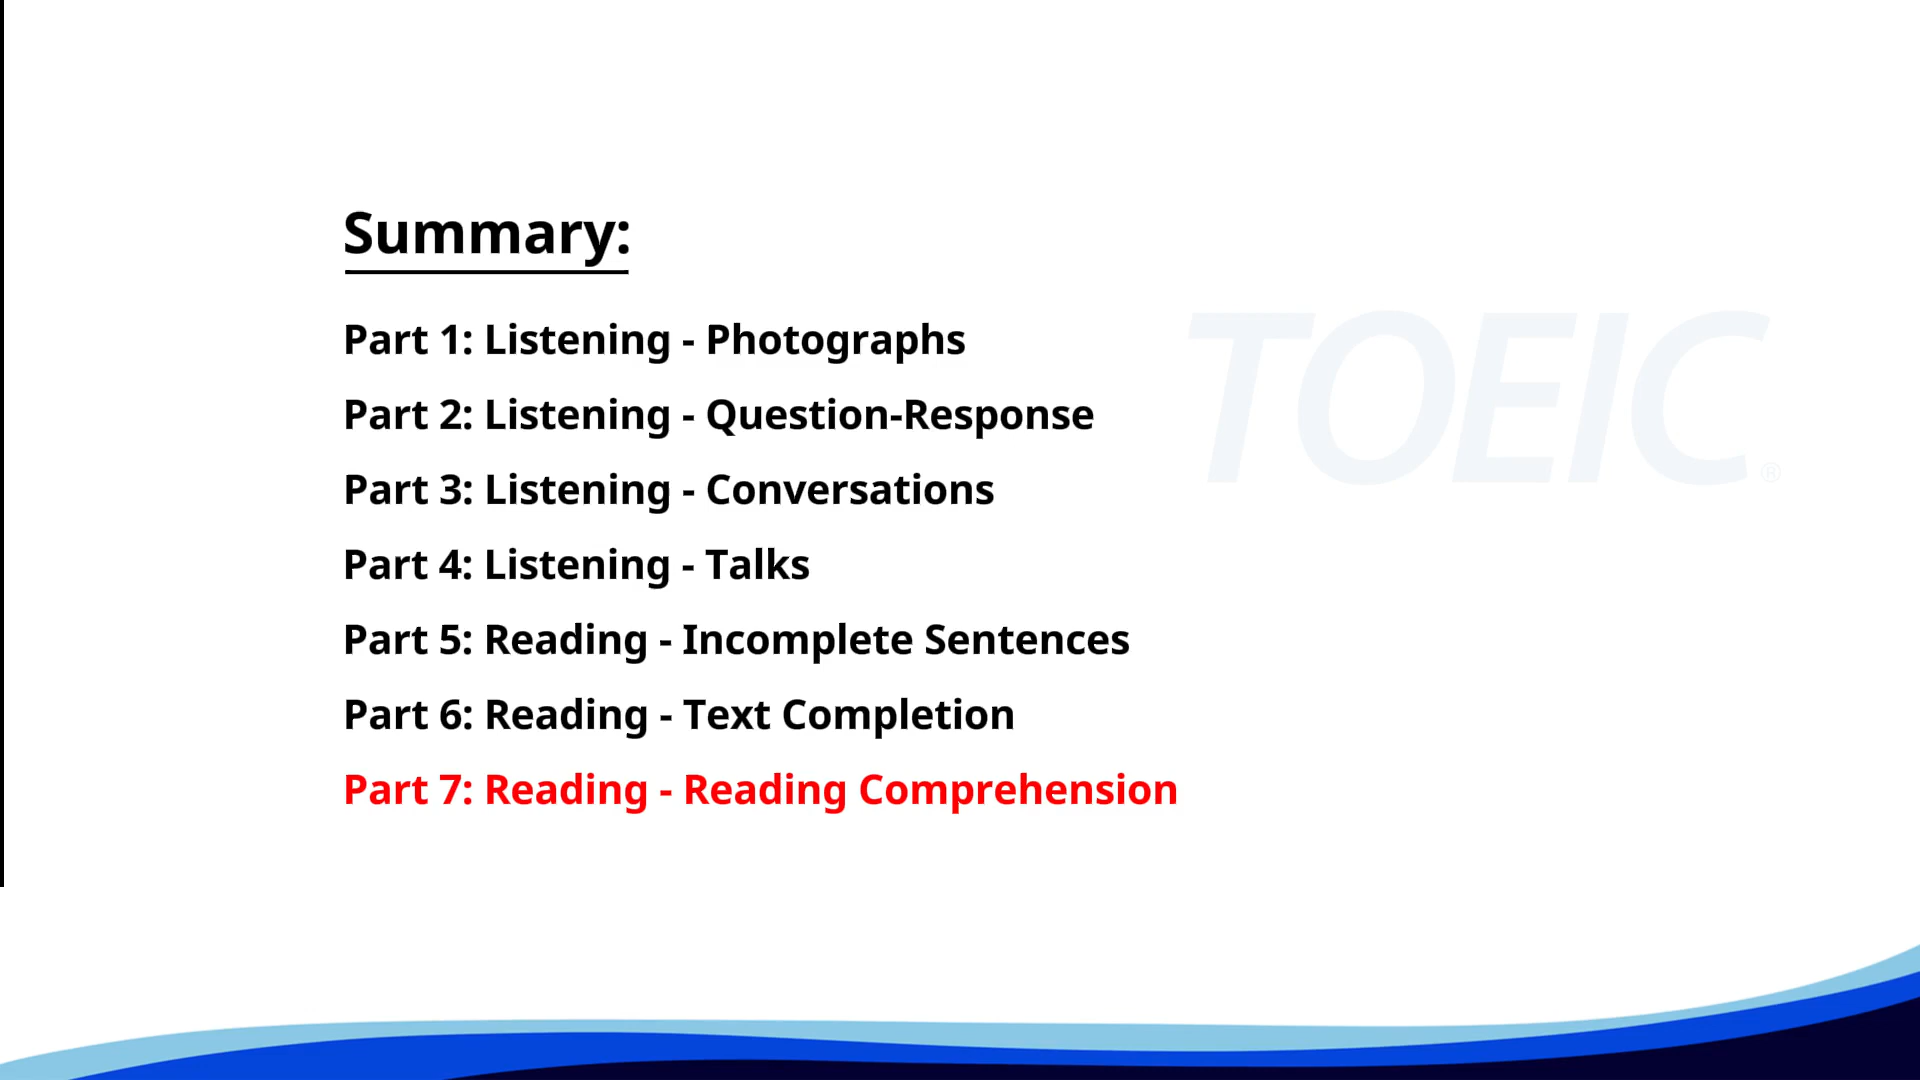 Summary:
Part 1: Listening - Photographs
TOEIC®
Part 2: Listening - Question-Response
Part 3: Listening - Conversations
Part 4: Listening - Talks
Part 5: Reading - Incomplete Sentences
Part 6: Reading - Text Completion
Part 7: Reading - Reading Comprehension